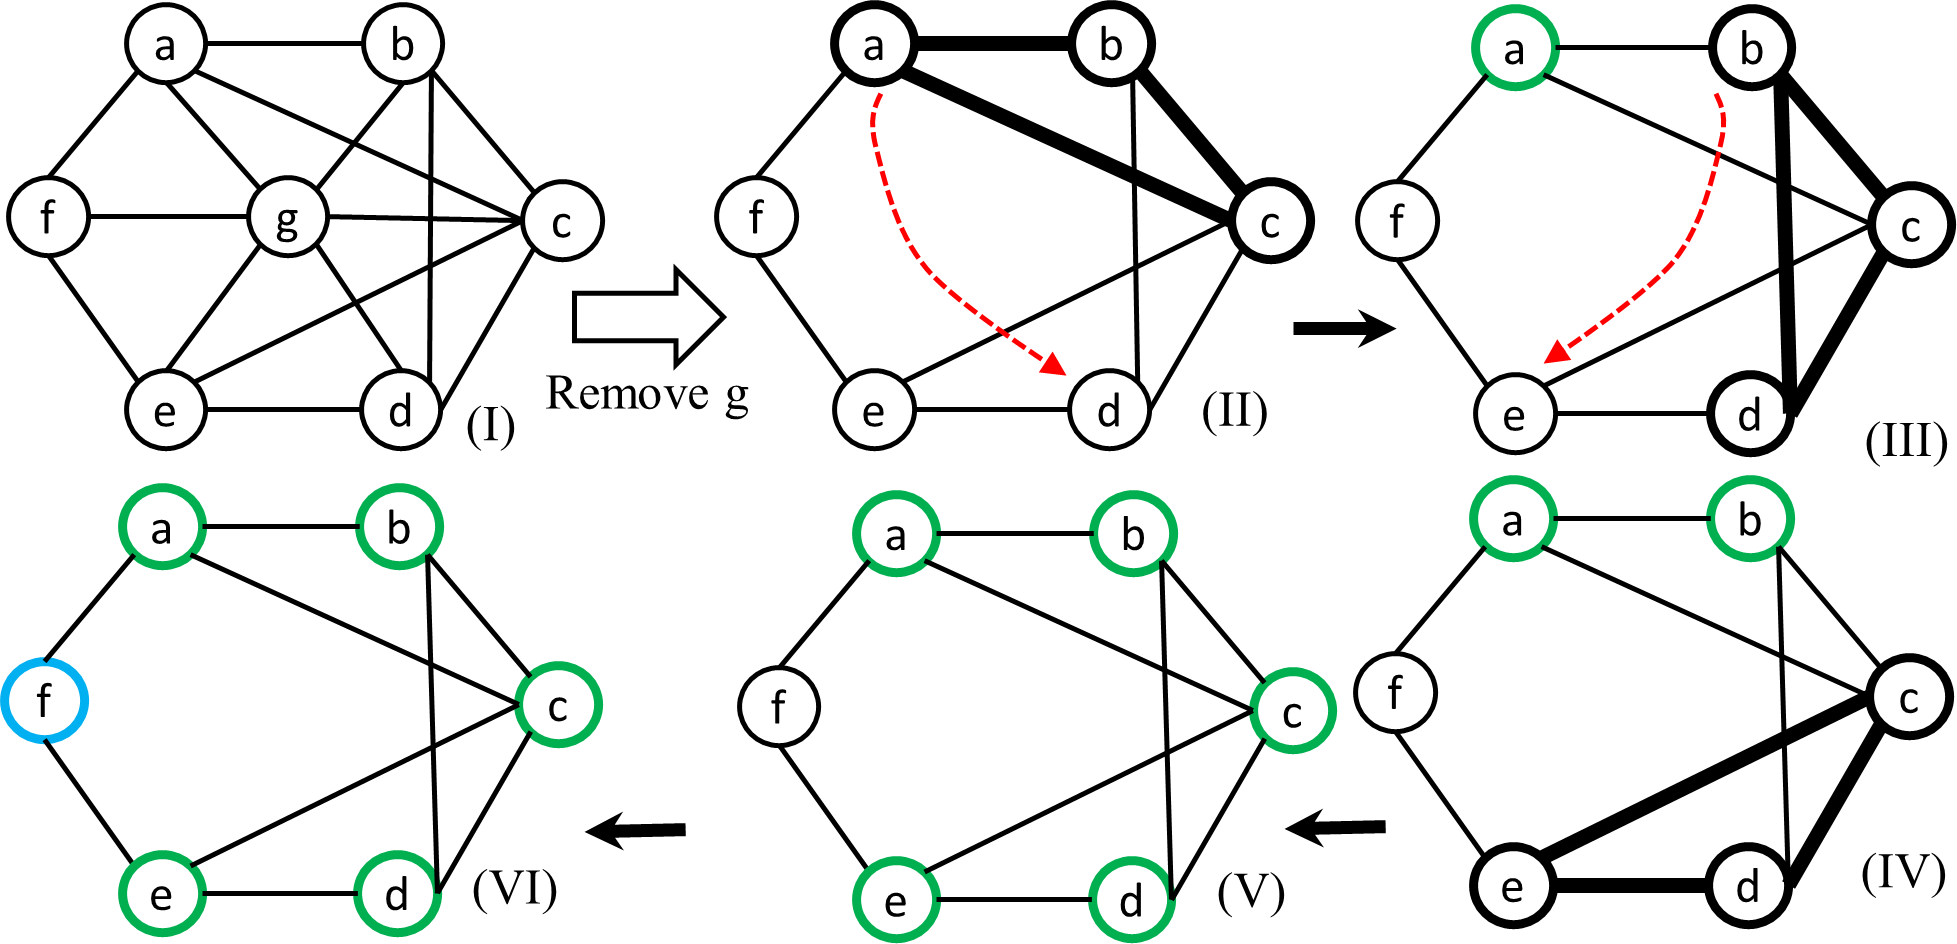 a b
f g c
e d (I)
Remove g
a b
f c
e d (II)
a b
f c
e d (III)
a b
f c
e d (VI)
a b
f c
e d (V)
a b
f c
e d (IV)